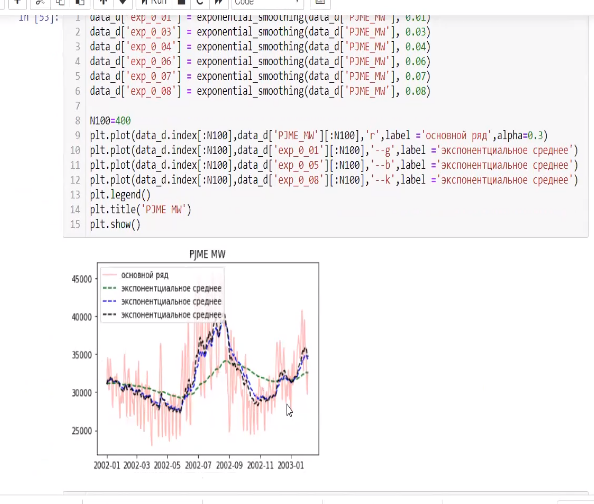 Run
Code
In [53]:
1 data_d['exp_0_01'] = exponential_smoothing(data_d['PJME_MW'], 0.01)
2 data_d['exp_0_03'] = exponential_smoothing(data_d['PJME_MW'], 0.03)
3 data_d['exp_0_04'] = exponential_smoothing(data_d['PJME_MW'], 0.04)
4 data_d['exp_0_06'] = exponential_smoothing(data_d['PJME_MW'], 0.06)
5 data_d['exp_0_07'] = exponential_smoothing(data_d['PJME_MW'], 0.07)
6 data_d['exp_0_08'] = exponential_smoothing(data_d['PJME_MW'], 0.08)
7
8 N100=400
9 plt.plot(data_d.index[:N100],data_d['PJME_MW'][:N100],'r',label ='основной ряд',alpha=0.3)
10 plt.plot(data_d.index[:N100],data_d['exp_0_01'][:N100],'--g',label ='экспонентциальное среднее')
11 plt.plot(data_d.index[:N100],data_d['exp_0_05'][:N100],'--b',label ='экспонентциальное среднее')
12 plt.plot(data_d.index[:N100],data_d['exp_0_08'][:N100],'--k',label ='экспонентциальное среднее')
13 plt.legend()
14 plt.title('PJME MW')
15 plt.show()
PJME MW
основной ряд
экспонентциальное среднее
экспонентциальное среднее
экспонентциальное среднее
45000
40000
35000
30000
25000
2002-01 2002-03 2002-05 2002-07 2002-09 2002-11 2003-01